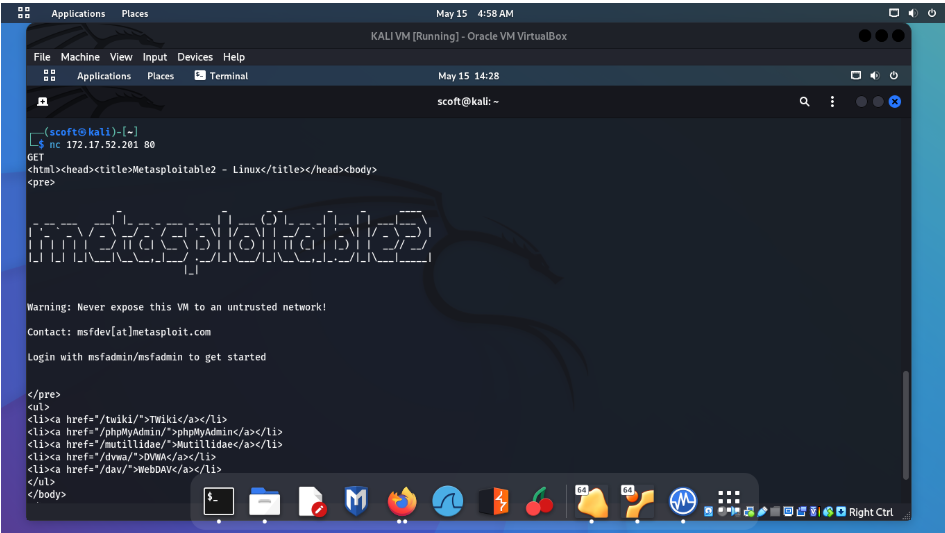 Applications Places May 15 4:58 AM
KALI VM [Running] - Oracle VM VirtualBox
File Machine View Input Devices Help
Applications Places Terminal May 15 14:28
scoft@kali: ~
(scoft㉿kali)-[~]
$ nc 172.17.52.201 80
GET
<html><head><title>Metasploitable2 - Linux</title></head><body>
<pre>
metasploitable2
Warning: Never expose this VM to an untrusted network!
Contact: msfdev[at]metasploit.com
Login with msfadmin/msfadmin to get started
</pre>
<ul>
<li><a href="/twiki/">TWiki</a></li>
<li><a href="/phpMyAdmin/">phpMyAdmin</a></li>
<li><a href="/mutillidae/">Mutillidae</a></li>
<li><a href="/dvwa/">DVWA</a></li>
<li><a href="/dav/">WebDAV</a></li>
</ul>
</body>
64 64
Right Ctrl